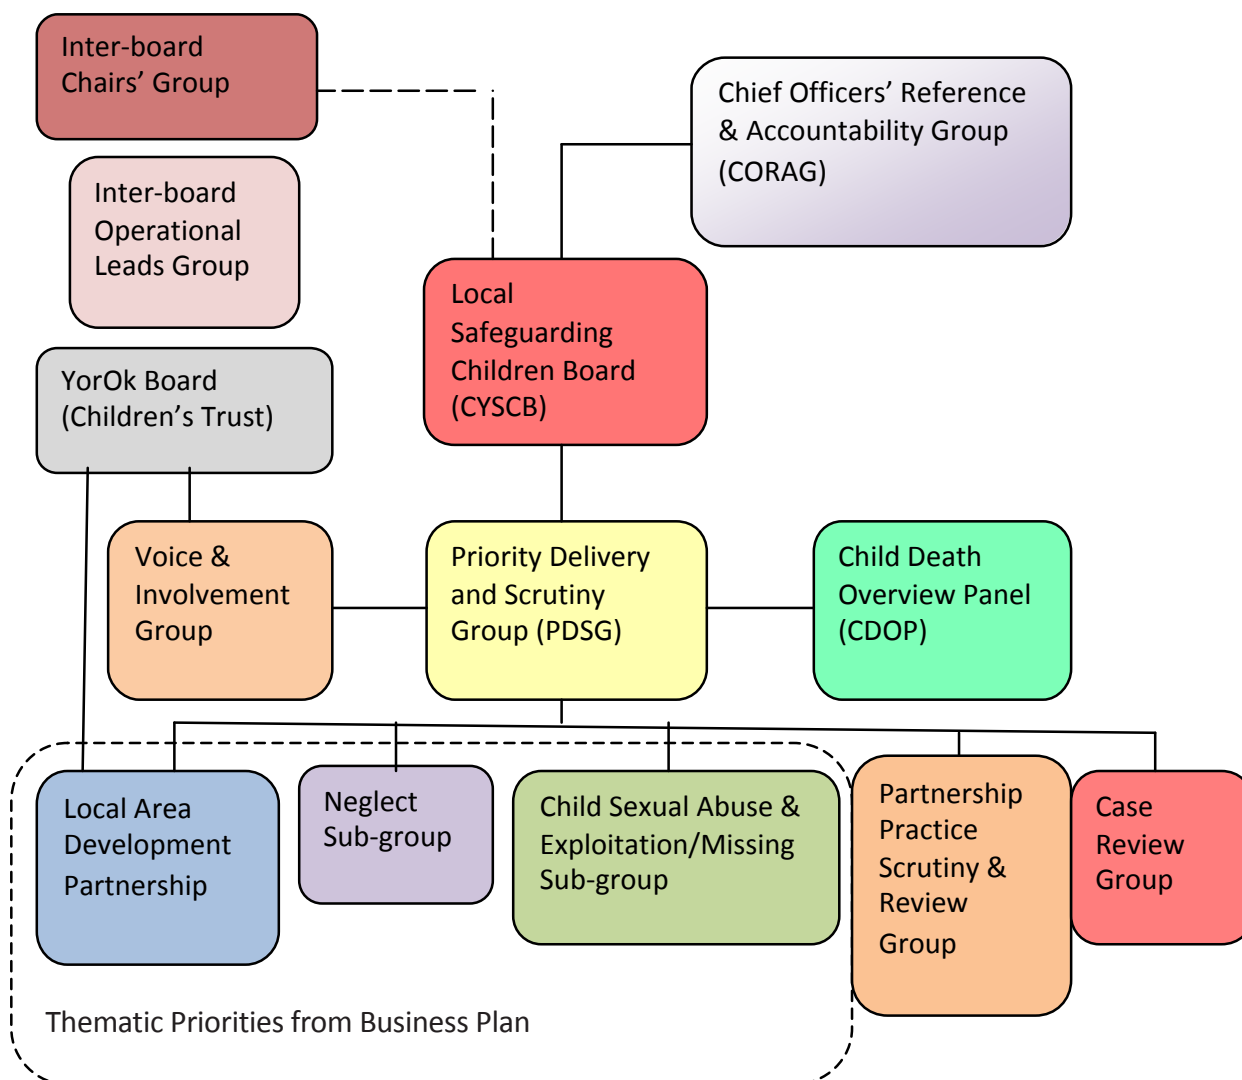 Inter-board
Chairs’ Group
Chief Officers’ Reference
& Accountability Group
(CORAG)
Inter-board
Operational
Leads Group
Local
Safeguarding
Children Board
(CYSCB)
YorOk Board
(Children’s Trust)
Voice &
Involvement
Group
Priority Delivery
and Scrutiny
Group (PDSG)
Child Death
Overview Panel
(CDOP)
Local Area
Development
Partnership
Neglect
Sub-group
Child Sexual Abuse &
Exploitation/Missing
Sub-group
Partnership
Practice
Scrutiny &
Review
Group
Case
Review
Group
Thematic Priorities from Business Plan